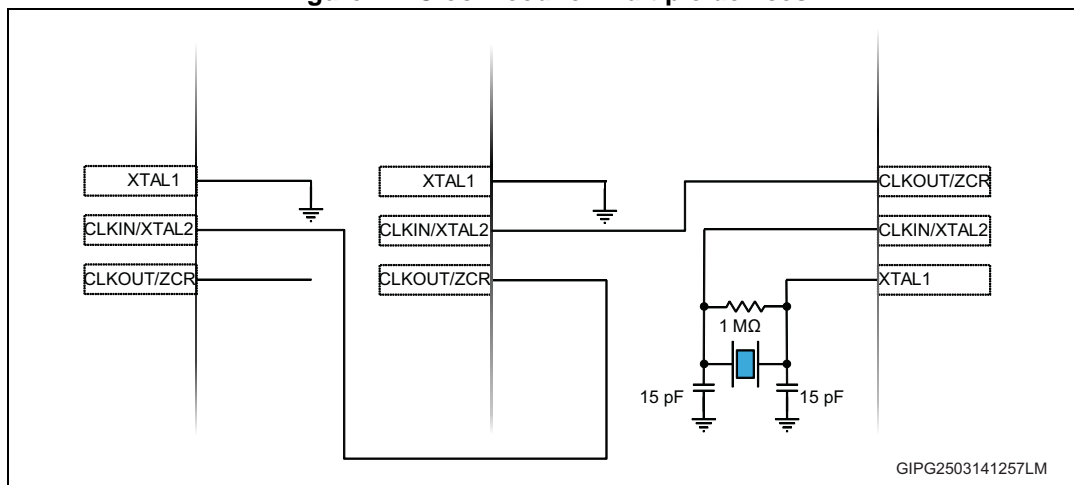 XTAL1
CLKIN/XTAL2
CLKOUT/ZCR
XTAL1
CLKIN/XTAL2
CLKOUT/ZCR
CLKOUT/ZCR
CLKIN/XTAL2
XTAL1
1 MΩ
15 pF
15 pF
GIPG2503141257LM